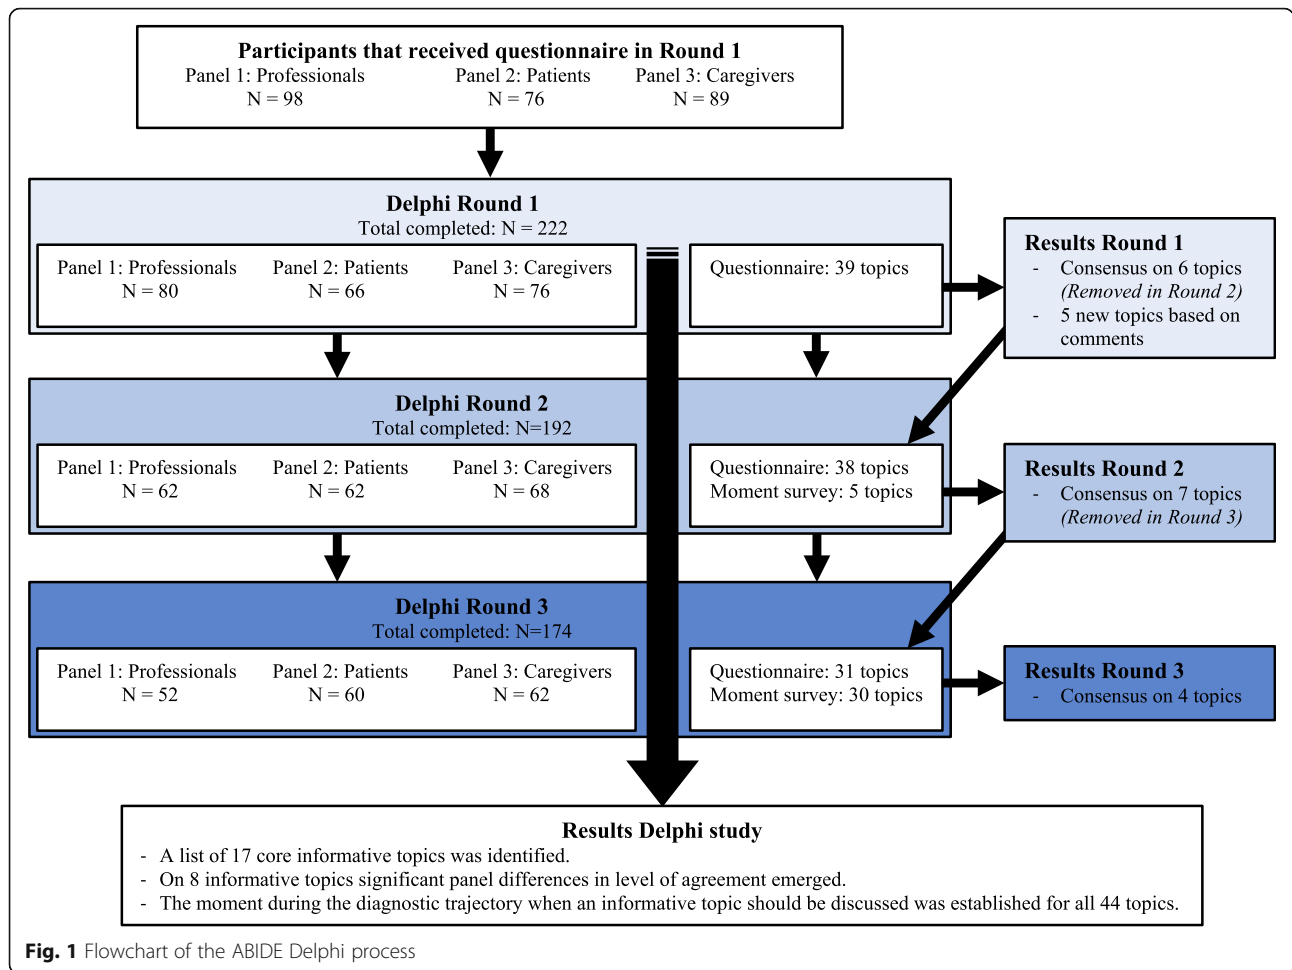 Participants that received questionnaire in Round 1
Panel 1: Professionals Panel 2: Patients Panel 3: Caregivers
N = 98 N = 76 N = 89
Delphi Round 1
Total completed: N = 222
Panel 1: Professionals Panel 2: Patients Panel 3: Caregivers
N = 80 N = 66 N = 76
Questionnaire: 39 topics
Results Round 1
- Consensus on 6 topics
(Removed in Round 2)
- 5 new topics based on
comments
Delphi Round 2
Total completed: N=192
Panel 1: Professionals Panel 2: Patients Panel 3: Caregivers
N = 62 N = 62 N = 68
Questionnaire: 38 topics
Moment survey: 5 topics
Results Round 2
- Consensus on 7 topics
(Removed in Round 3)
Delphi Round 3
Total completed: N=174
Panel 1: Professionals Panel 2: Patients Panel 3: Caregivers
N = 52 N = 60 N = 62
Questionnaire: 31 topics
Moment survey: 30 topics
Results Round 3
- Consensus on 4 topics
Results Delphi study
- A list of 17 core informative topics was identified.
- On 8 informative topics significant panel differences in level of agreement emerged.
- The moment during the diagnostic trajectory when an informative topic should be discussed was established for all 44 topics.
Fig. 1 Flowchart of the ABIDE Delphi process